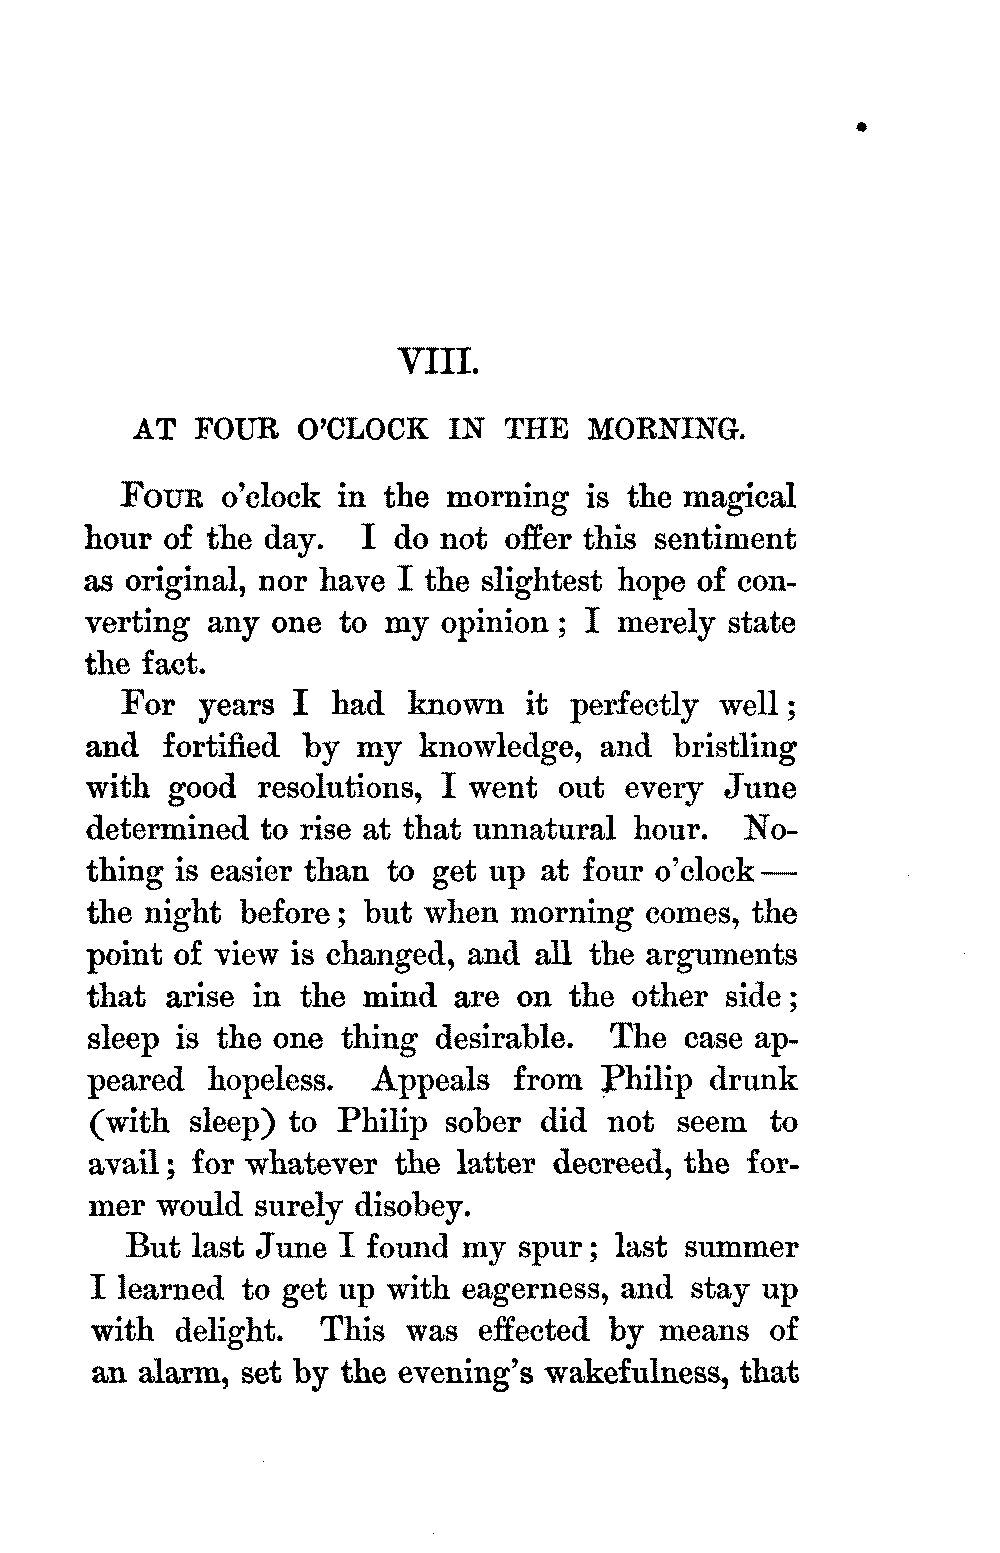 VIII.
AT FOUR O'CLOCK IN THE MORNING.
FOUR o'clock in the morning is the magical
hour of the day. I do not offer this sentiment
as original, nor have I the slightest hope of con-
verting any one to my opinion; I merely state
the fact.
For years I had known it perfectly well;
and fortified by my knowledge, and bristling
with good resolutions, I went out every June
determined to rise at that unnatural hour. No-
thing is easier than to get up at four o'clock—
the night before; but when morning comes, the
point of view is changed, and all the arguments
that arise in the mind are on the other side;
sleep is the one thing desirable. The case ap-
peared hopeless. Appeals from Philip drunk
(with sleep) to Philip sober did not seem to
avail; for whatever the latter decreed, the for-
mer would surely disobey.
But last June I found my spur; last summer
I learned to get up with eagerness, and stay up
with delight. This was effected by means of
an alarm, set by the evening's wakefulness, that